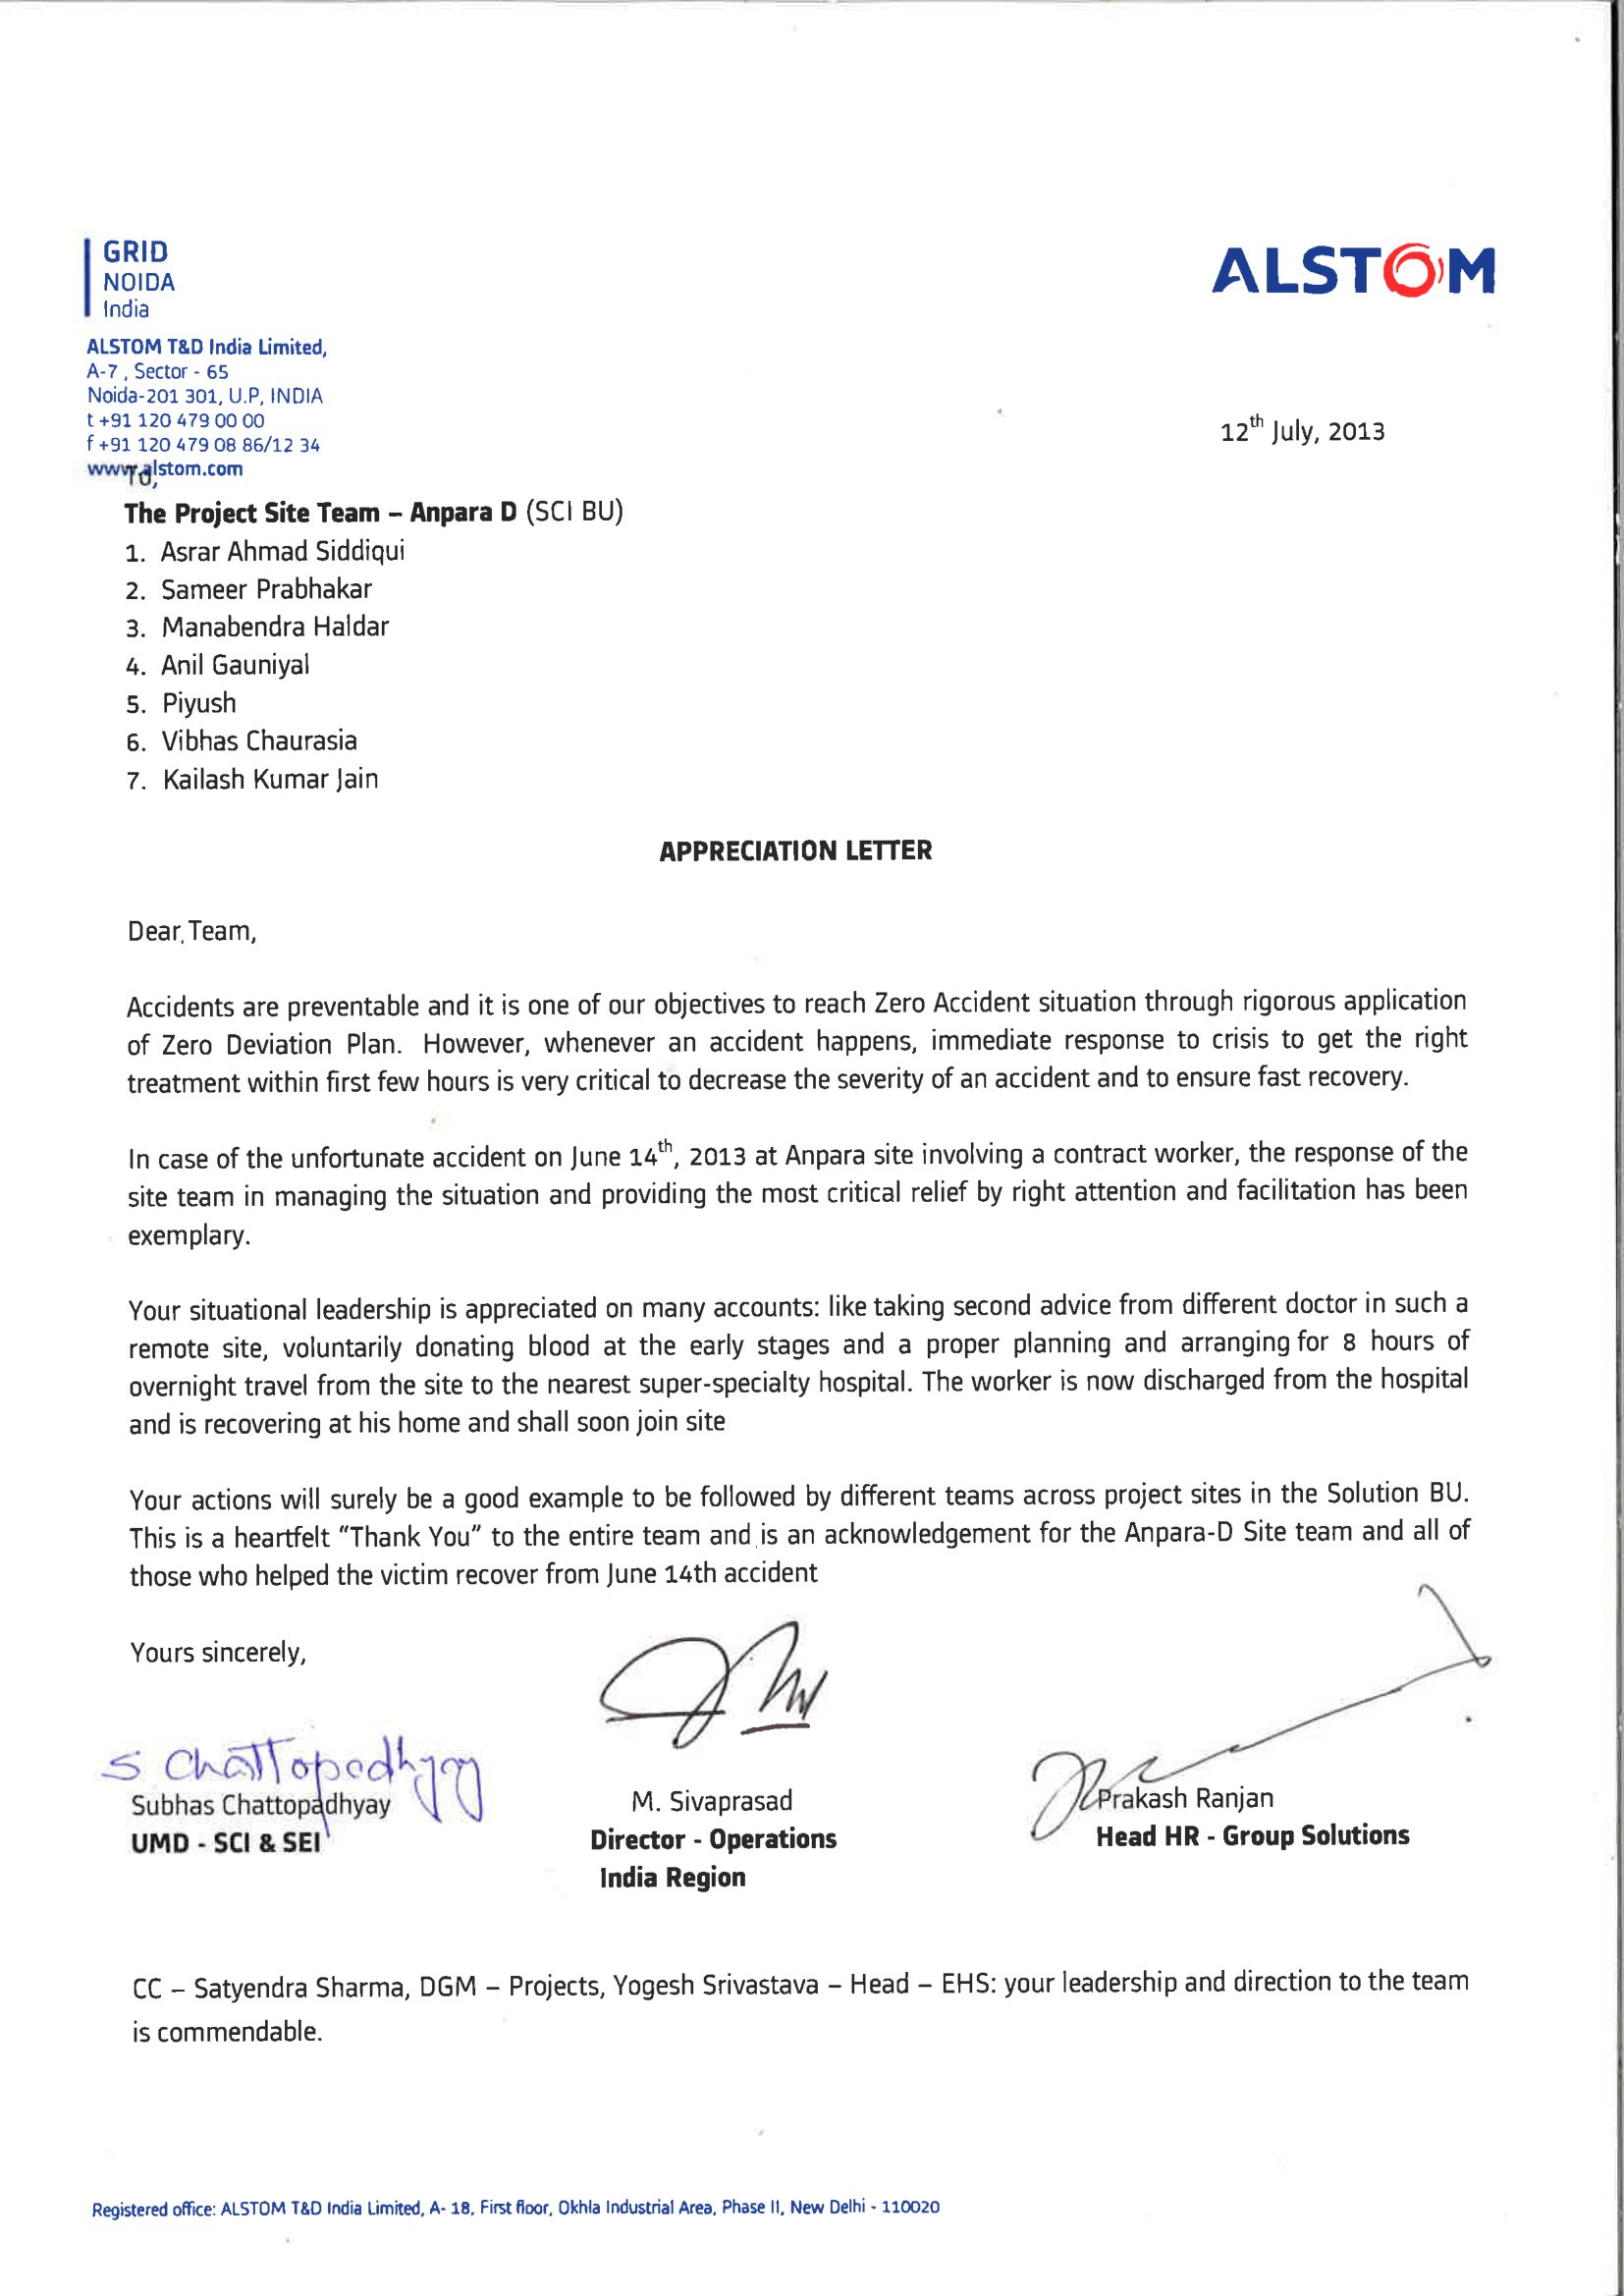 GRID
NOIDA
India
ALSTOM
ALSTOM T&D India Limited,
A-7 , Sector - 65
Noida-201 301, U.P, INDIA
t +91 120 479 00 00
f +91 120 479 08 86/12 34
www.alstom.com
12th July, 2013
To,
The Project Site Team – Anpara D (SCI BU)
1. Asrar Ahmad Siddiqui
2. Sameer Prabhakar
3. Manabendra Haldar
4. Anil Gauniyal
5. Piyush
6. Vibhas Chaurasia
7. Kailash Kumar Jain
APPRECIATION LETTER
Dear Team,
Accidents are preventable and it is one of our objectives to reach Zero Accident situation through rigorous application
of Zero Deviation Plan. However, whenever an accident happens, immediate response to crisis to get the right
treatment within first few hours is very critical to decrease the severity of an accident and to ensure fast recovery.
In case of the unfortunate accident on June 14th, 2013 at Anpara site involving a contract worker, the response of the
site team in managing the situation and providing the most critical relief by right attention and facilitation has been
exemplary.
Your situational leadership is appreciated on many accounts: like taking second advice from different doctor in such a
remote site, voluntarily donating blood at the early stages and a proper planning and arranging for 8 hours of
overnight travel from the site to the nearest super-specialty hospital. The worker is now discharged from the hospital
and is recovering at his home and shall soon join site
Your actions will surely be a good example to be followed by different teams across project sites in the Solution BU.
This is a heartfelt “Thank You” to the entire team and is an acknowledgement for the Anpara-D Site team and all of
those who helped the victim recover from June 14th accident
Yours sincerely,
S Chattopadhyay
Subhas Chattopadhyay
UMD - SCI & SEI
M. Sivaprasad
Director - Operations
India Region
Prakash Ranjan
Head HR - Group Solutions
CC – Satyendra Sharma, DGM – Projects, Yogesh Srivastava – Head – EHS: your leadership and direction to the team
is commendable.
Registered office: ALSTOM T&D India Limited, A- 18, First floor, Okhla Industrial Area, Phase II, New Delhi - 110020